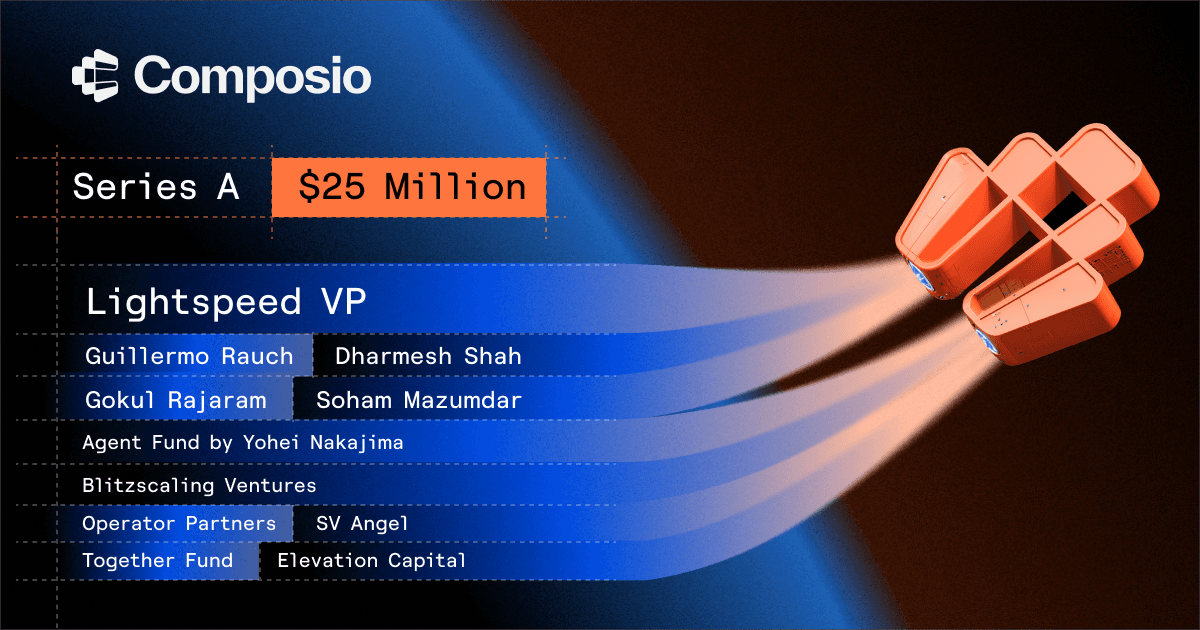 Composio
Series A $25 Million
Lightspeed VP
Guillermo Rauch Dharmesh Shah
Gokul Rajaram Soham Mazumdar
Agent Fund by Yohei Nakajima
Blitzscaling Ventures
Operator Partners SV Angel
Together Fund Elevation Capital